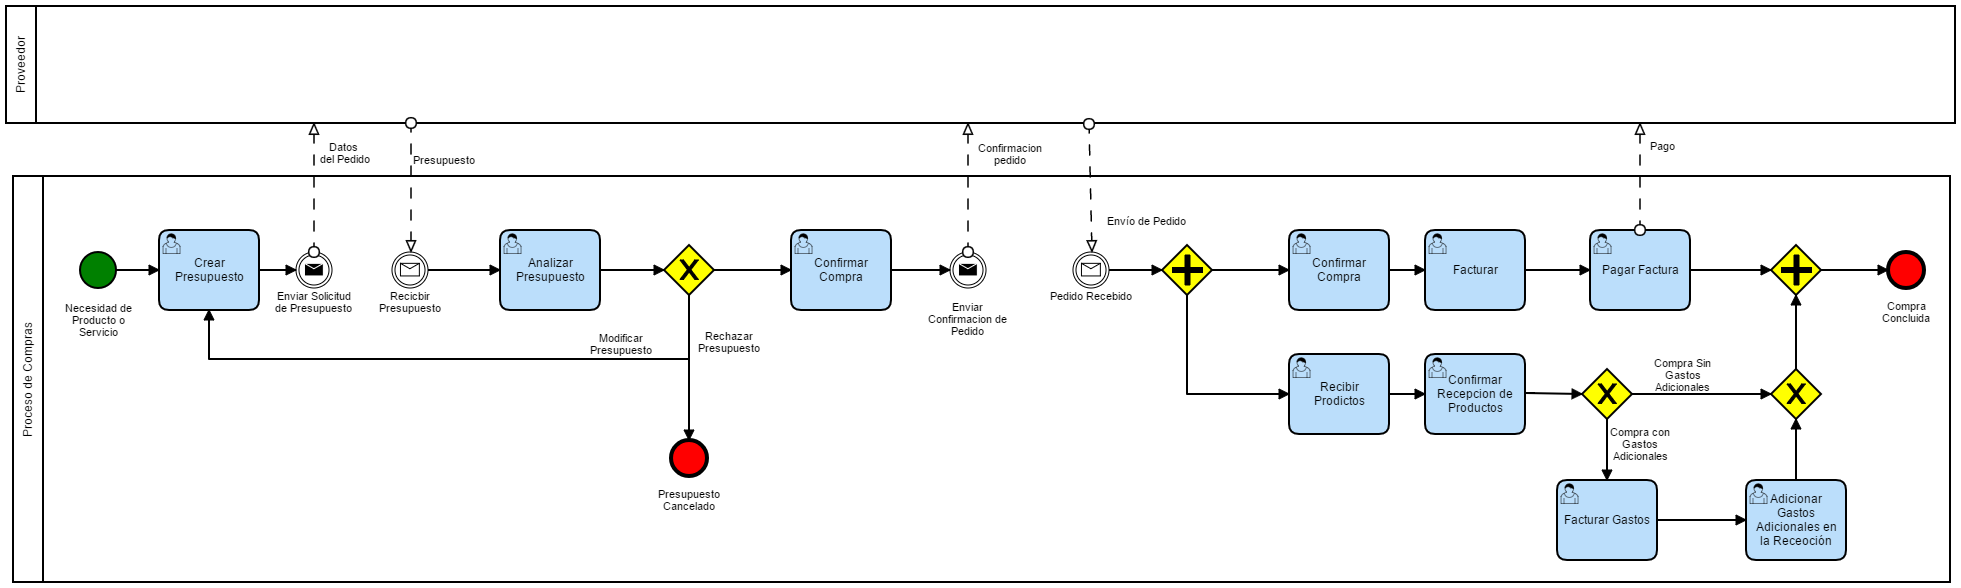 Proveedor
Datos
del Pedido
Presupuesto
Confirmacion
pedido
Pago
Envío de Pedido
Proceso de Compras
Necesidad de
Producto o
Servicio
Crear
Presupuesto
Enviar Solicitud
de Presupuesto
Recicbir
Presupuesto
Analizar
Presupuesto
X
Confirmar
Compra
Enviar
Confirmacion de
Pedido
Pedido Recebido
Confirmar
Compra
Facturar
Pagar Factura
Compra
Concluida
Modificar
Presupuesto
Rechazar
Presupuesto
Presupuesto
Cancelado
Recibir
Prodictos
Confirmar
Recepcion de
Productos
X
Compra Sin
Gastos
Adicionales
X
Compra con
Gastos
Adicionales
Facturar Gastos
Adicionar
Gastos
Adicionales en
la Receoción